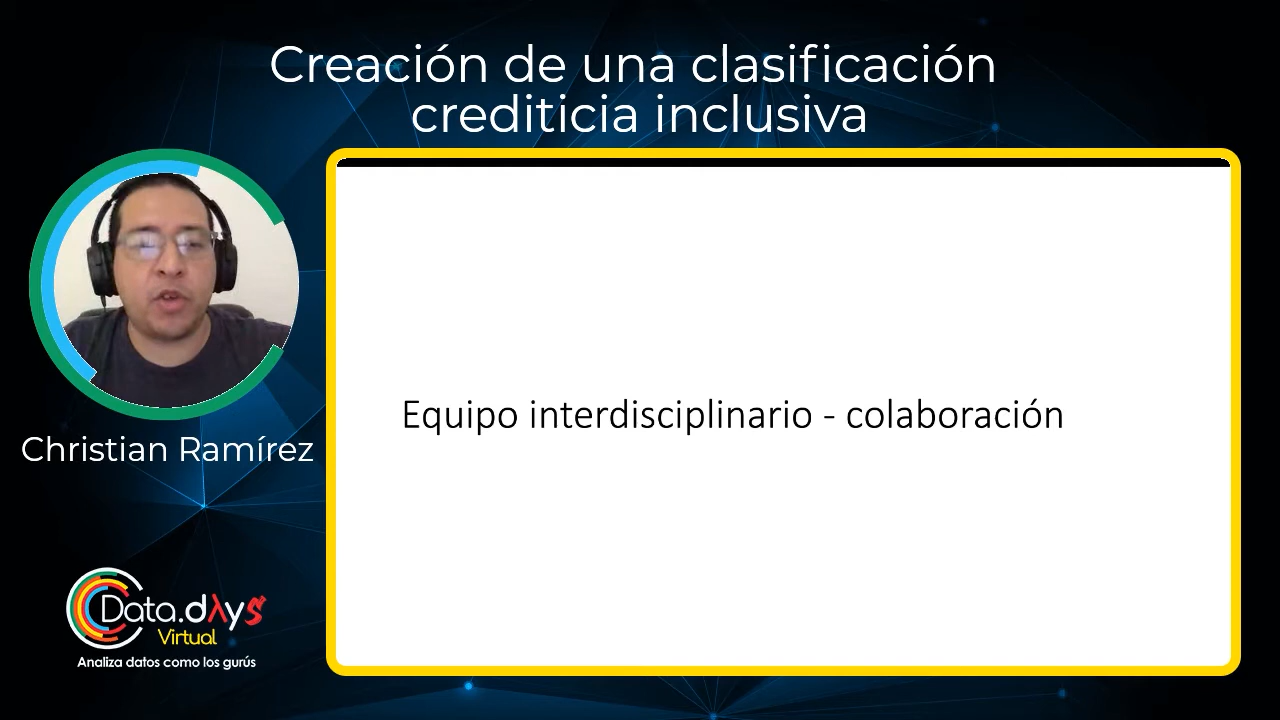 Creación de una clasificación
crediticia inclusiva
Christian Ramírez
Equipo interdisciplinario - colaboración
Data.dλys
Virtual
Analiza datos como los gurús